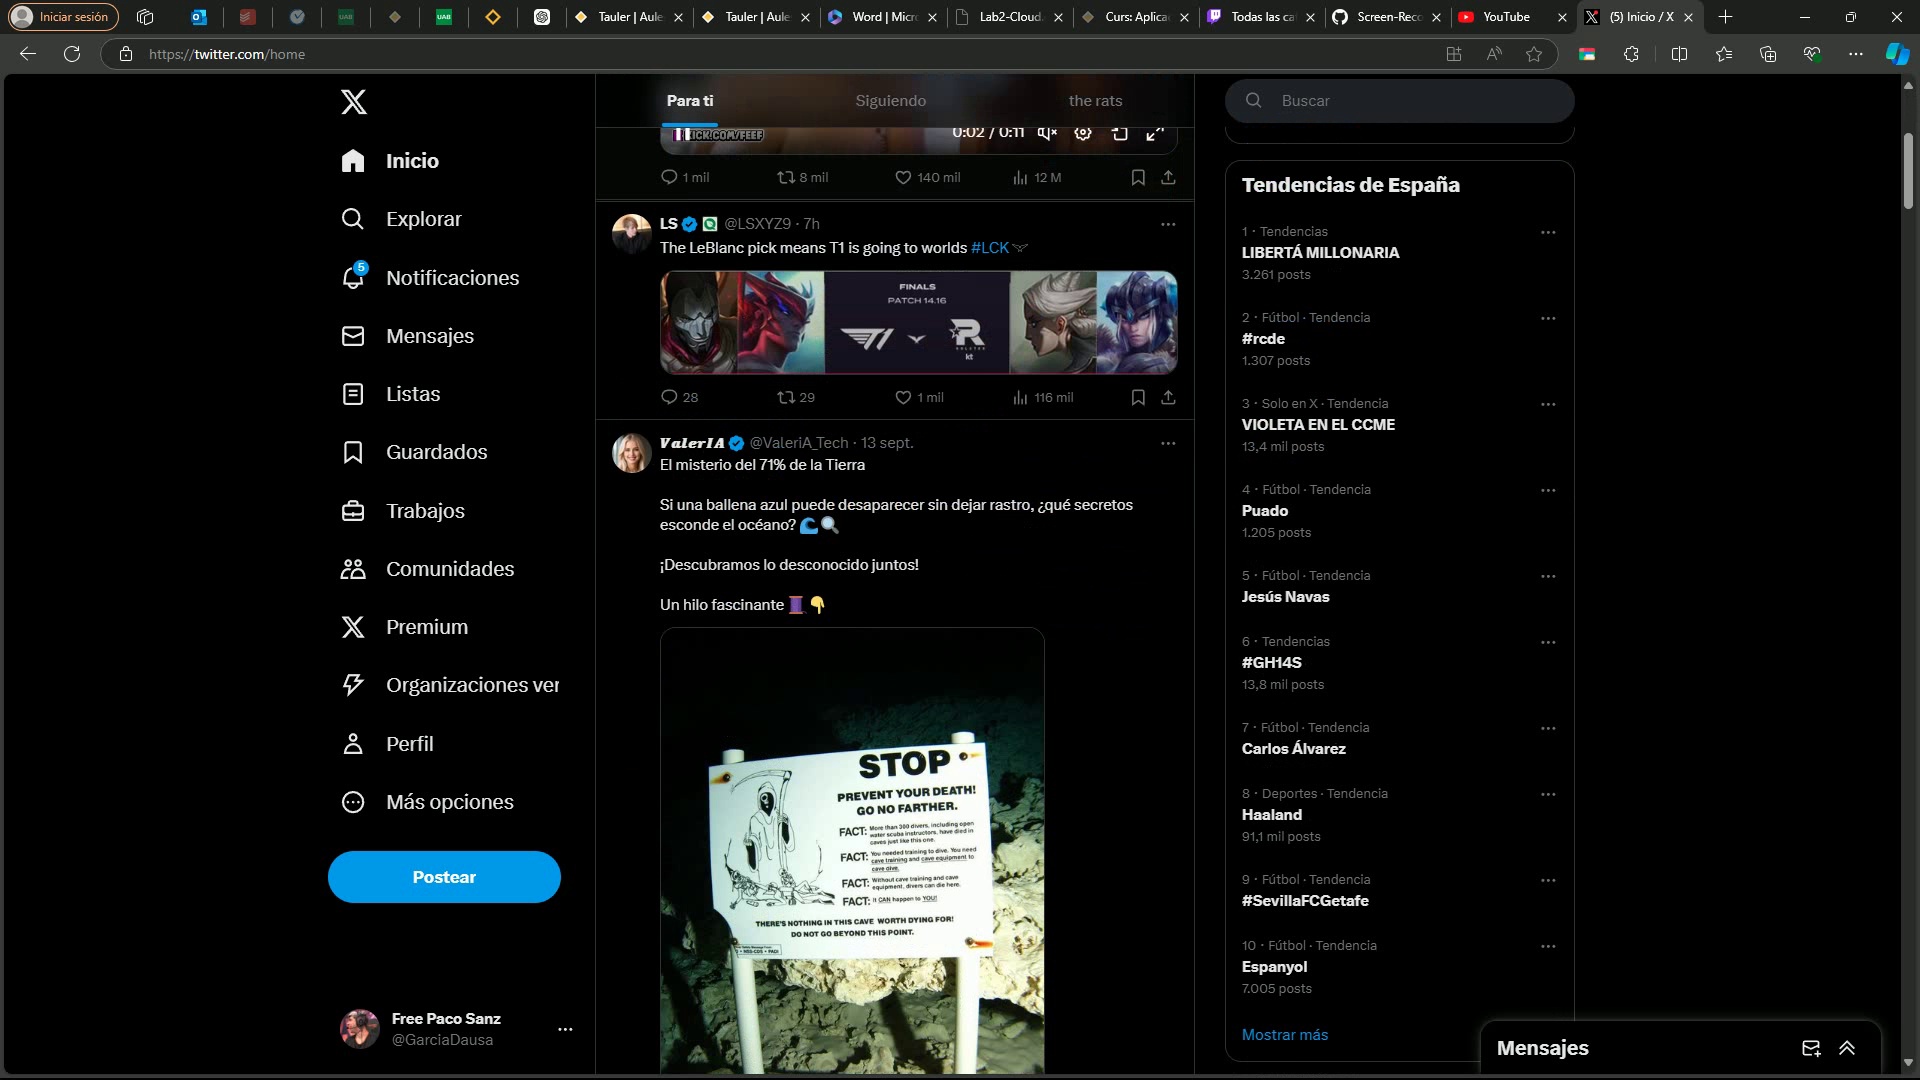 Iniciar sesión
Tauler | Aule
Tauler | Aule
Word | Micro
Lab2-Cloud
Curs: Aplica
Todas las ca
Screen-Reco
YouTube
(5) Inicio / X
https://twitter.com/home
Inicio
Explorar
5
Notificaciones
Mensajes
Listas
Guardados
Trabajos
Comunidades
Premium
Organizaciones ver
Perfil
Más opciones
Postear
Free Paco Sanz
@GarciaDausa
Para ti
Siguiendo
the rats
KICK.COM/FEEF
0:02 / 0:11
1 mil
8 mil
140 mil
12 M
LS @LSXYZ9 · 7h
The LeBlanc pick means T1 is going to worlds #LCK
FINALS
PATCH 14.16
T1
kt
28
29
1 mil
116 mil
ValerIA @ValeriA_Tech · 13 sept.
El misterio del 71% de la Tierra
Si una ballena azul puede desaparecer sin dejar rastro, ¿qué secretos
esconde el océano? 🌊🔍
¡Descubramos lo desconocido juntos!
Un hilo fascinante 🧵👇
STOP
PREVENT YOUR DEATH!
GO NO FARTHER.
FACT: More than 300 divers, including open
water scuba instructors, have died in
caves just like this one.
FACT: You needed training to dive. You need
cave training and cave equipment to
cave dive.
FACT: Without cave training and cave
equipment, divers can die here.
FACT: It CAN happen to YOU!
THERE'S NOTHING IN THIS CAVE WORTH DYING FOR!
DO NOT GO BEYOND THIS POINT.
Buscar
Tendencias de España
1 · Tendencias
LIBERTÁ MILLONARIA
3.261 posts
2 · Fútbol · Tendencia
#rcde
1.307 posts
3 · Solo en X · Tendencia
VIOLETA EN EL CCME
13,4 mil posts
4 · Fútbol · Tendencia
Puado
1.205 posts
5 · Fútbol · Tendencia
Jesús Navas
6 · Tendencias
#GH14S
13,8 mil posts
7 · Fútbol · Tendencia
Carlos Álvarez
8 · Deportes · Tendencia
Haaland
91,1 mil posts
9 · Fútbol · Tendencia
#SevillaFCGetafe
10 · Fútbol · Tendencia
Espanyol
7.005 posts
Mostrar más
Mensajes